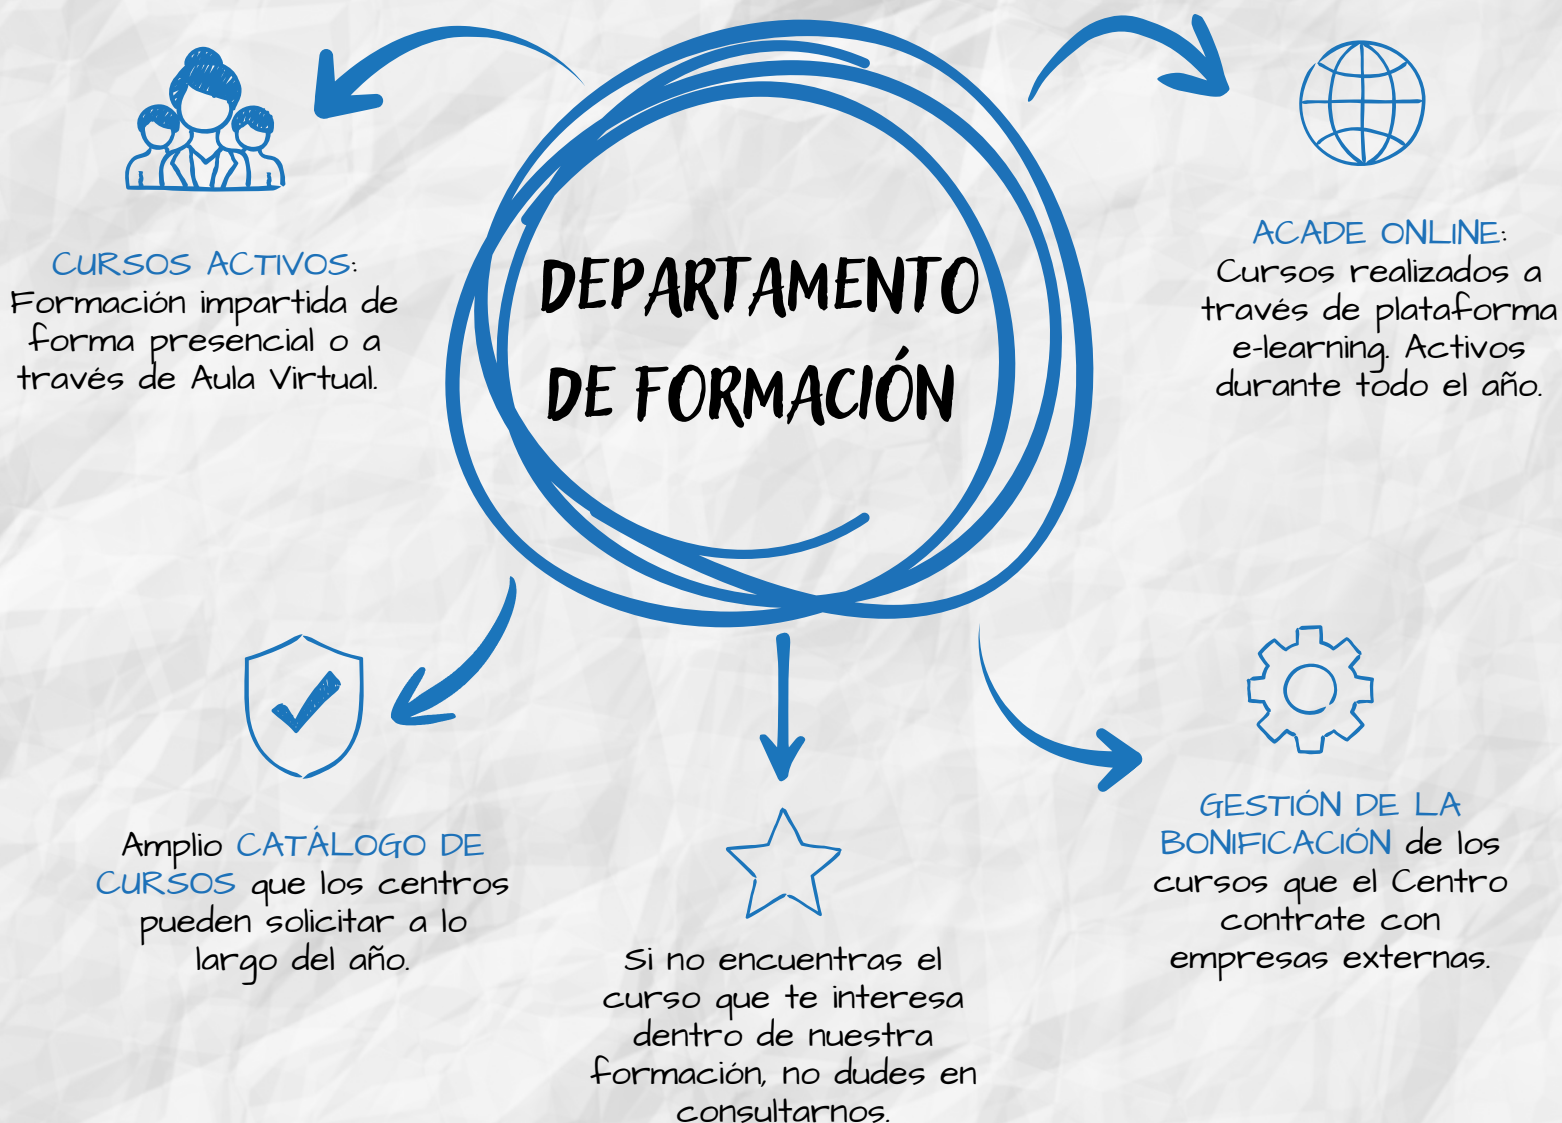 DEPARTAMENTO
DE FORMACIÓN
CURSOS ACTIVOS:
Formación impartida de
forma presencial o a
través de Aula Virtual.
ACADE ONLINE:
Cursos realizados a
través de plataforma
e-learning. Activos
durante todo el año.
Amplio CATÁLOGO DE
CURSOS que los centros
pueden solicitar a lo
largo del año.
Si no encuentras el
curso que te interesa
dentro de nuestra
formación, no dudes en
consultarnos.
GESTIÓN DE LA
BONIFICACIÓN de los
cursos que el Centro
contrate con
empresas externas.